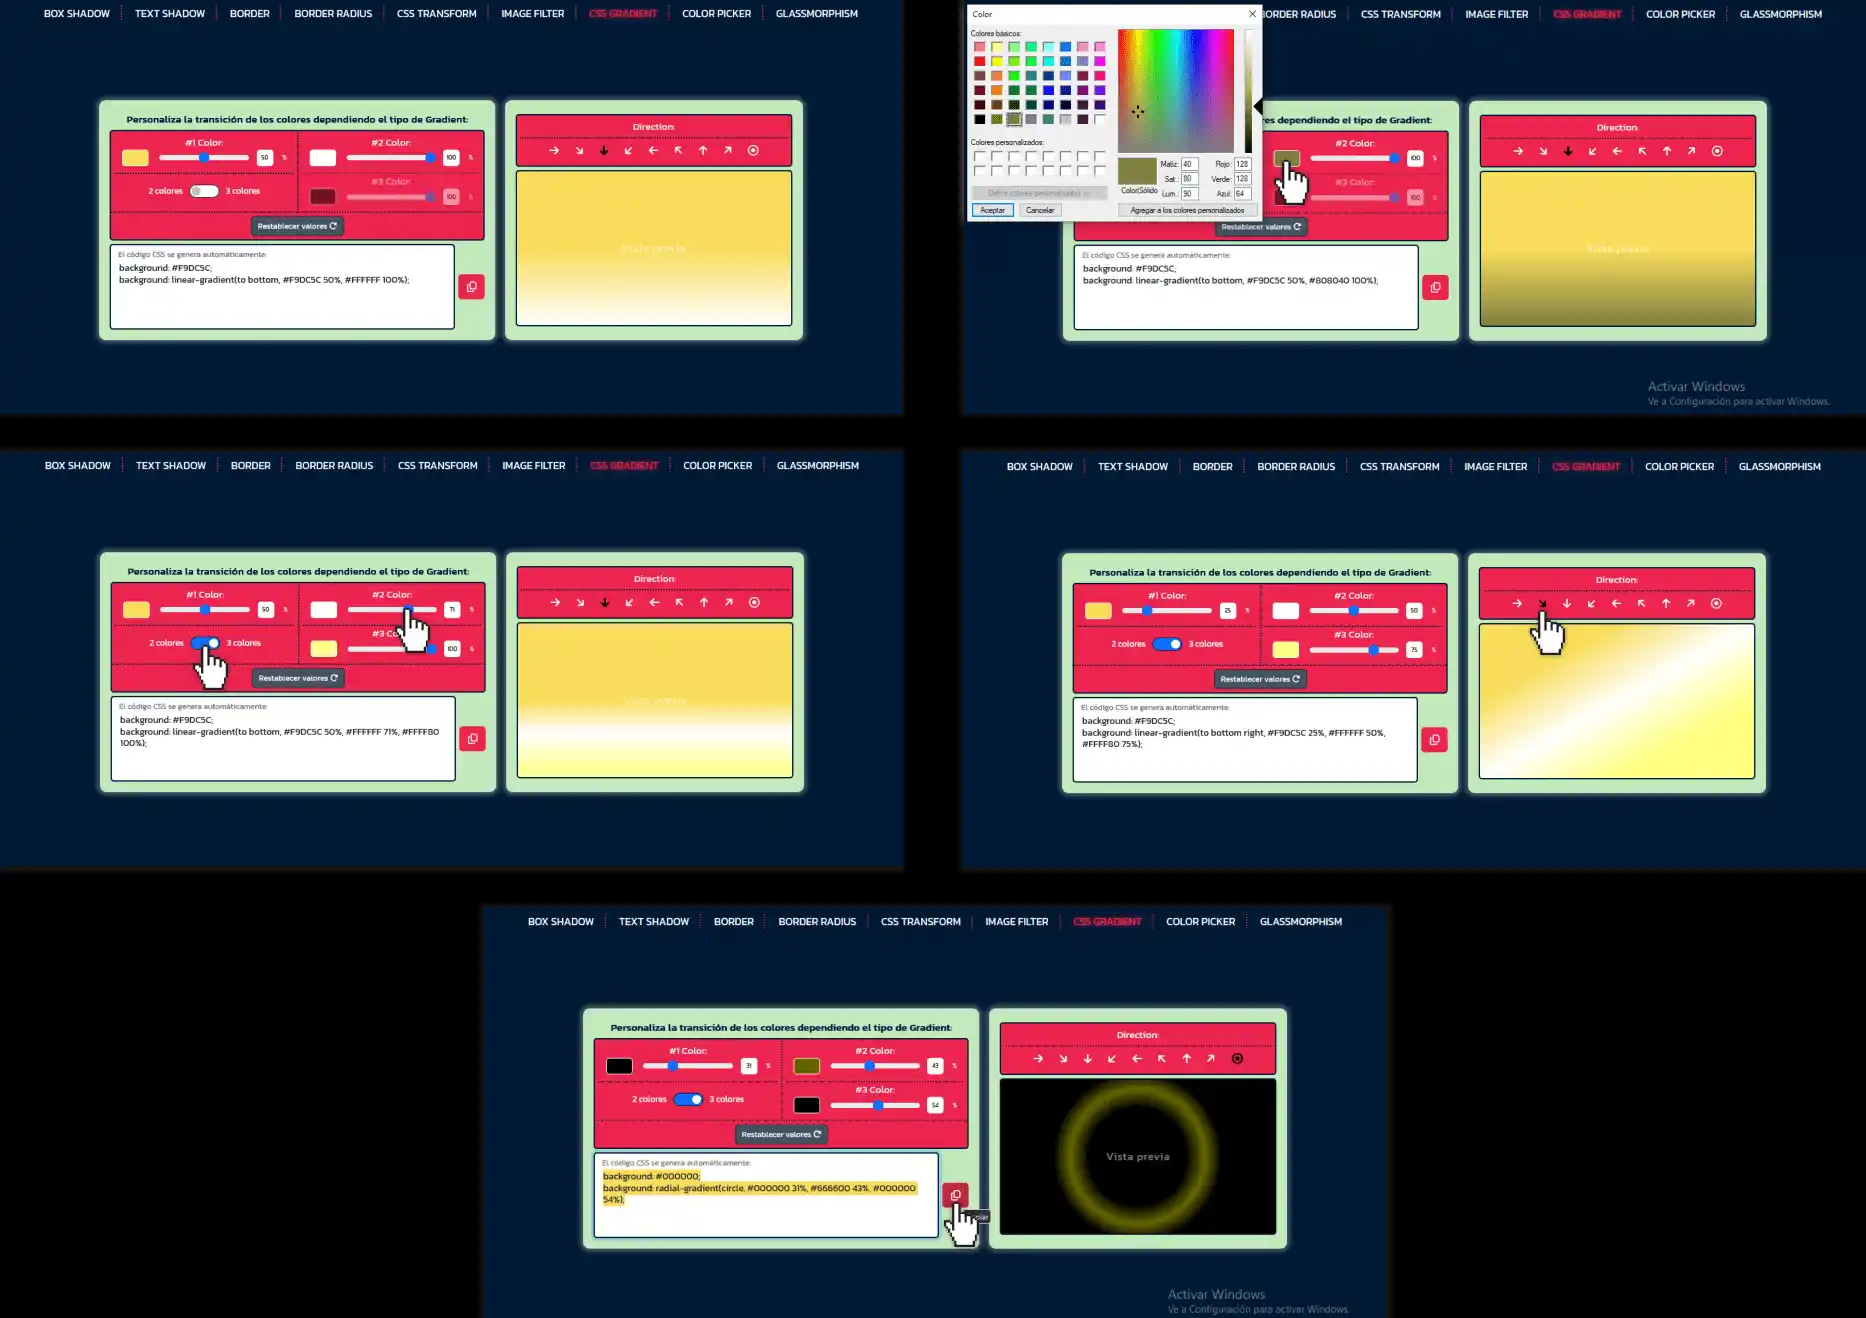 BOX SHADOW TEXT SHADOW BORDER BORDER RADIUS CSS TRANSFORM IMAGE FILTER CSS GRADIENT COLOR PICKER GLASSMORPHISM
Personaliza la transición de los colores dependiendo el tipo de Gradient:
#1 Color: #2 Color:
50 % 100 %
#3 Color:
2 colores 3 colores 100 %
Restablecer valores
El código CSS se genera automáticamente:
background: #F9DC5C;
background: linear-gradient(to bottom, #F9DC5C 50%, #FFFFFF 100%);
Direction:
Vista previa
Color
BORDER RADIUS CSS TRANSFORM IMAGE FILTER CSS GRADIENT COLOR PICKER GLASSMORPHISM
Colores básicos:
Colores personalizados:
Definir colores personalizados >>
Aceptar Cancelar
Color|Sólido
Matiz: 40 Rojo: 128
Sat.: 80 Verde: 128
Lum.: 90 Azul: 64
Agregar a los colores personalizados
res dependiendo el tipo de Gradient:
#2 Color:
100 %
#3 Color:
100 %
Restablecer valores
El código CSS se genera automáticamente:
background: #F9DC5C;
background: linear-gradient(to bottom, #F9DC5C 50%, #808040 100%);
Direction:
Vista previa
Activar Windows
Ve a Configuración para activar Windows.
BOX SHADOW TEXT SHADOW BORDER BORDER RADIUS CSS TRANSFORM IMAGE FILTER CSS GRADIENT COLOR PICKER GLASSMORPHISM
Personaliza la transición de los colores dependiendo el tipo de Gradient:
#1 Color: #2 Color:
50 % 71 %
#3 Co
2 colores 3 colores 100 %
Restablecer valores
El código CSS se genera automáticamente:
background: #F9DC5C;
background: linear-gradient(to bottom, #F9DC5C 50%, #FFFFFF 71%, #FFFF80
100%);
Direction:
Vista previa
BOX SHADOW TEXT SHADOW BORDER BORDER RADIUS CSS TRANSFORM IMAGE FILTER CSS GRADIENT COLOR PICKER GLASSMORPHISM
Personaliza la transición de los colores dependiendo el tipo de Gradient:
#1 Color: #2 Color:
25 % 50 %
#3 Color:
2 colores 3 colores 75 %
Restablecer valores
El código CSS se genera automáticamente:
background: #F9DC5C;
background: linear-gradient(to bottom right, #F9DC5C 25%, #FFFFFF 50%,
#FFFF80 75%);
Direction:
BOX SHADOW TEXT SHADOW BORDER BORDER RADIUS CSS TRANSFORM IMAGE FILTER CSS GRADIENT COLOR PICKER GLASSMORPHISM
Personaliza la transición de los colores dependiendo el tipo de Gradient:
#1 Color: #2 Color:
31 % 43 %
#3 Color:
2 colores 3 colores 54 %
Restablecer valores
El código CSS se genera automáticamente:
background: #000000;
background: radial-gradient(circle, #000000 31%, #666600 43%, #000000
54%);
Direction:
Vista previa
Activar Windows
Ve a Configuración para activar Windows.